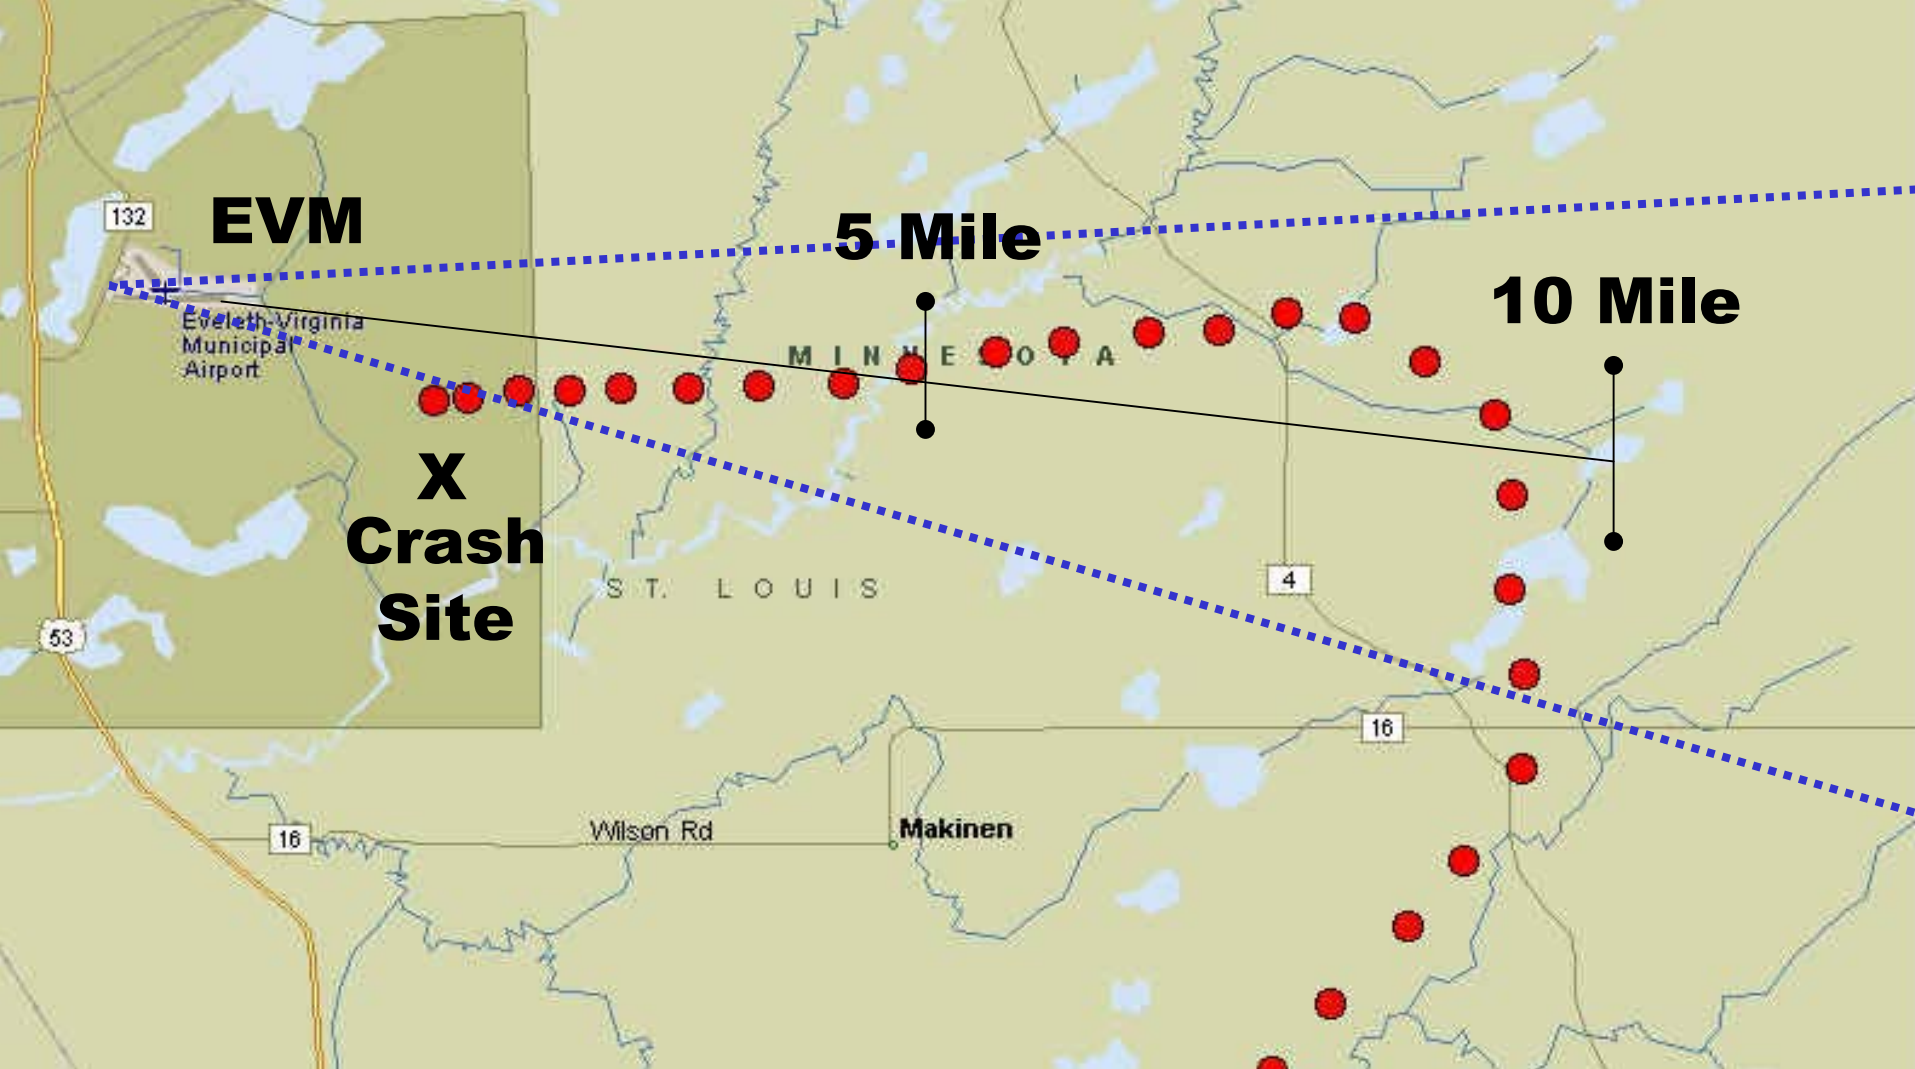 132
EVM
5 Mile
10 Mile
Eveleth-Virginia
Municipal
Airport
MINNESOTA
X
Crash
Site
ST. LOUIS
4
53
16
16
Wilson Rd
Makinen